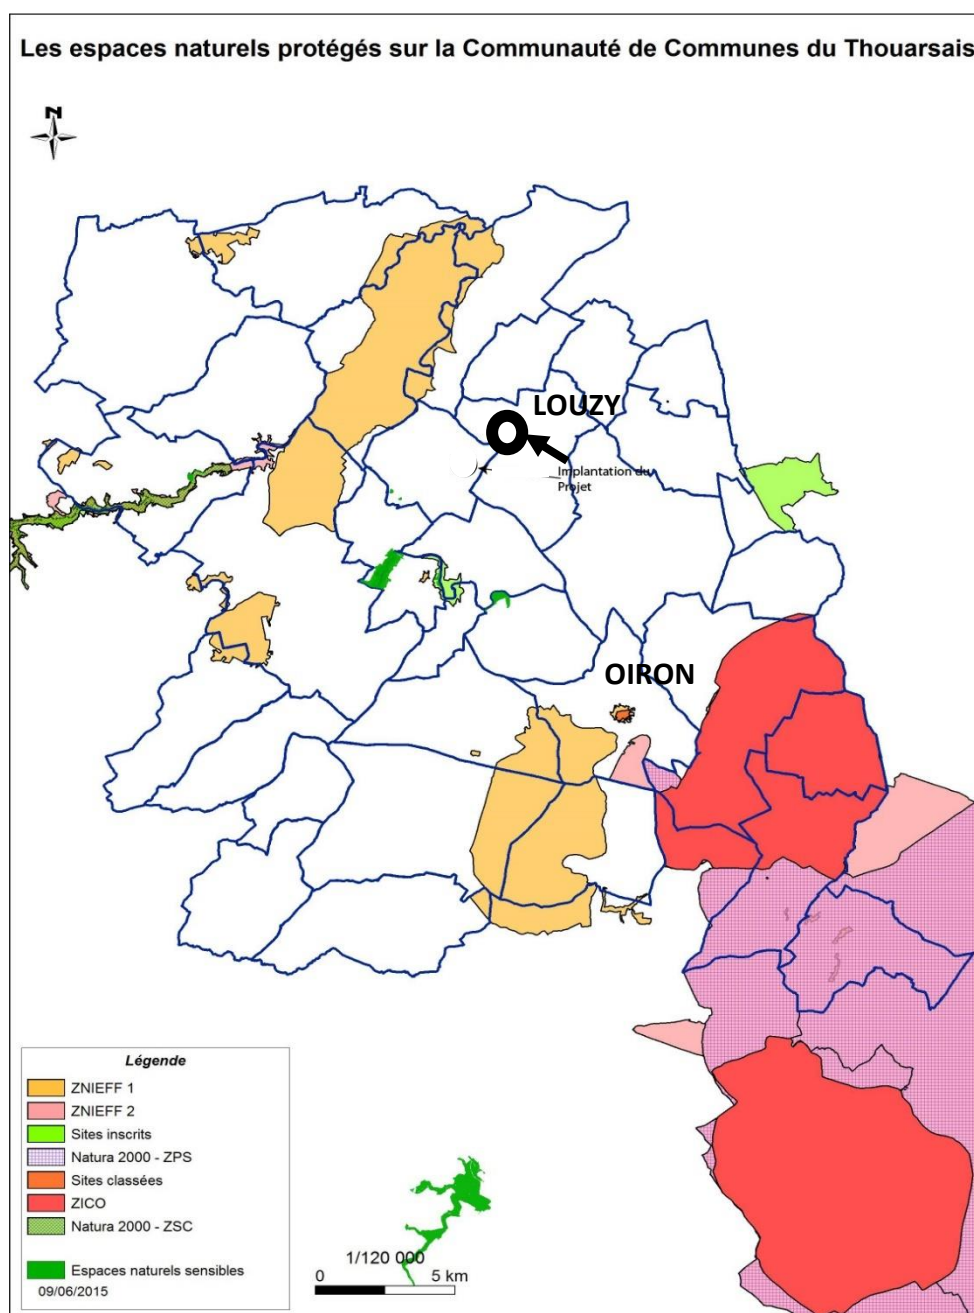 Les espaces naturels protégés sur la Communauté de Communes du Thouarsais
N
LOUZY
Implantation du
Projet
OIRON
Légende
ZNIEFF 1
ZNIEFF 2
Sites inscrits
Natura 2000 - ZPS
Sites classées
ZICO
Natura 2000 - ZSC
Espaces naturels sensibles
09/06/2015
1/120 000
0 5 km